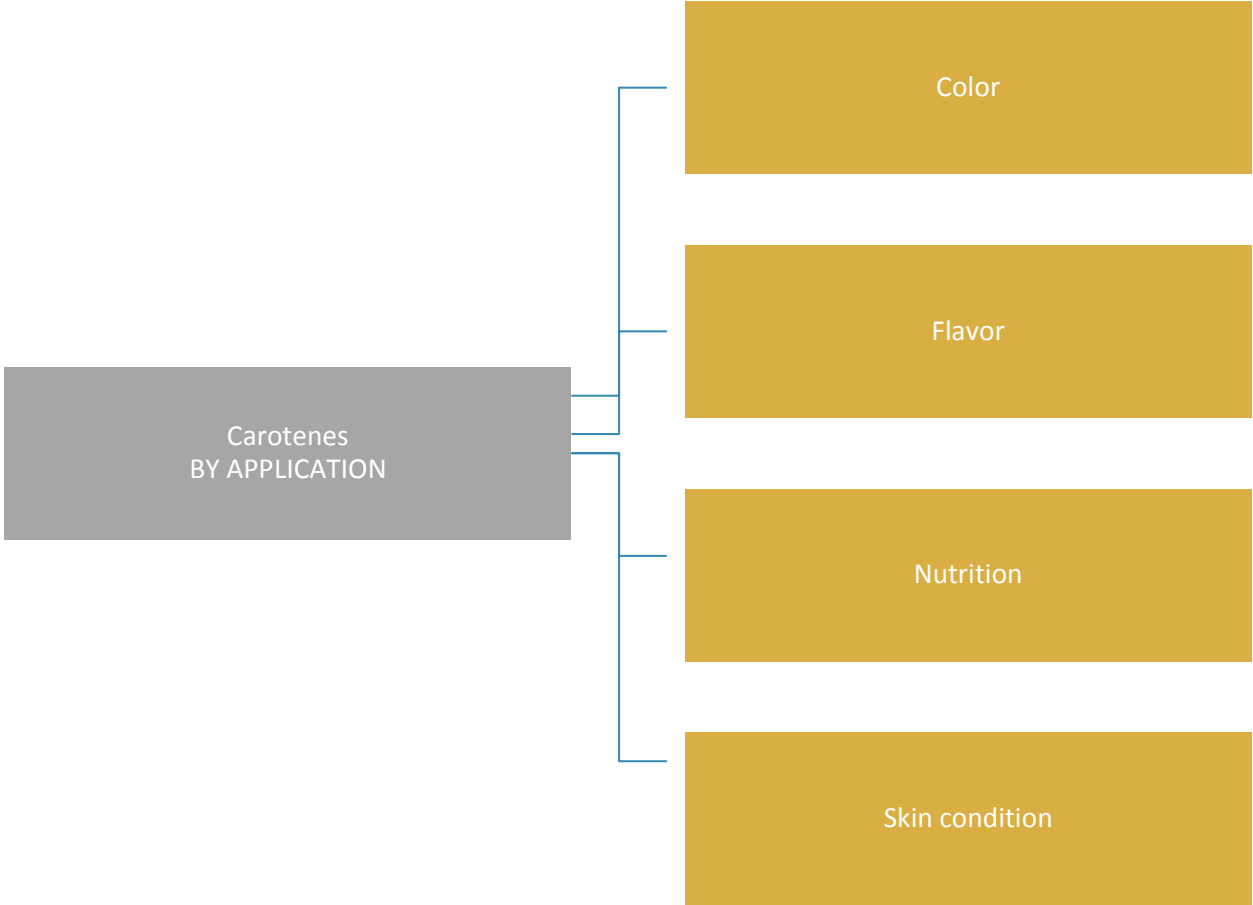 Color
Flavor
Carotenes
BY APPLICATION
Nutrition
Skin condition